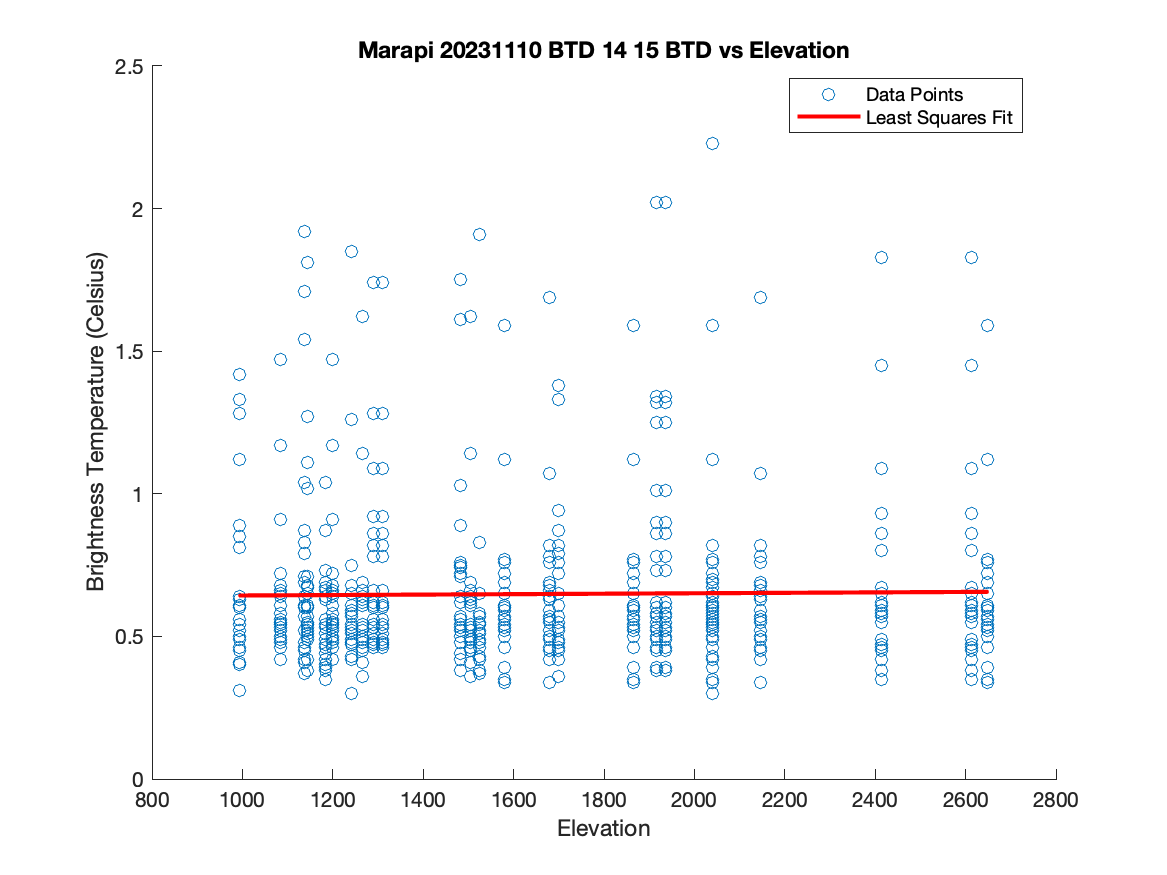 Marapi 20231110 BTD 14 15 BTD vs Elevation
Data Points
Least Squares Fit
Brightness Temperature (Celsius)
2.5
2
1.5
1
0.5
0
800 1000 1200 1400 1600 1800 2000 2200 2400 2600 2800
Elevation